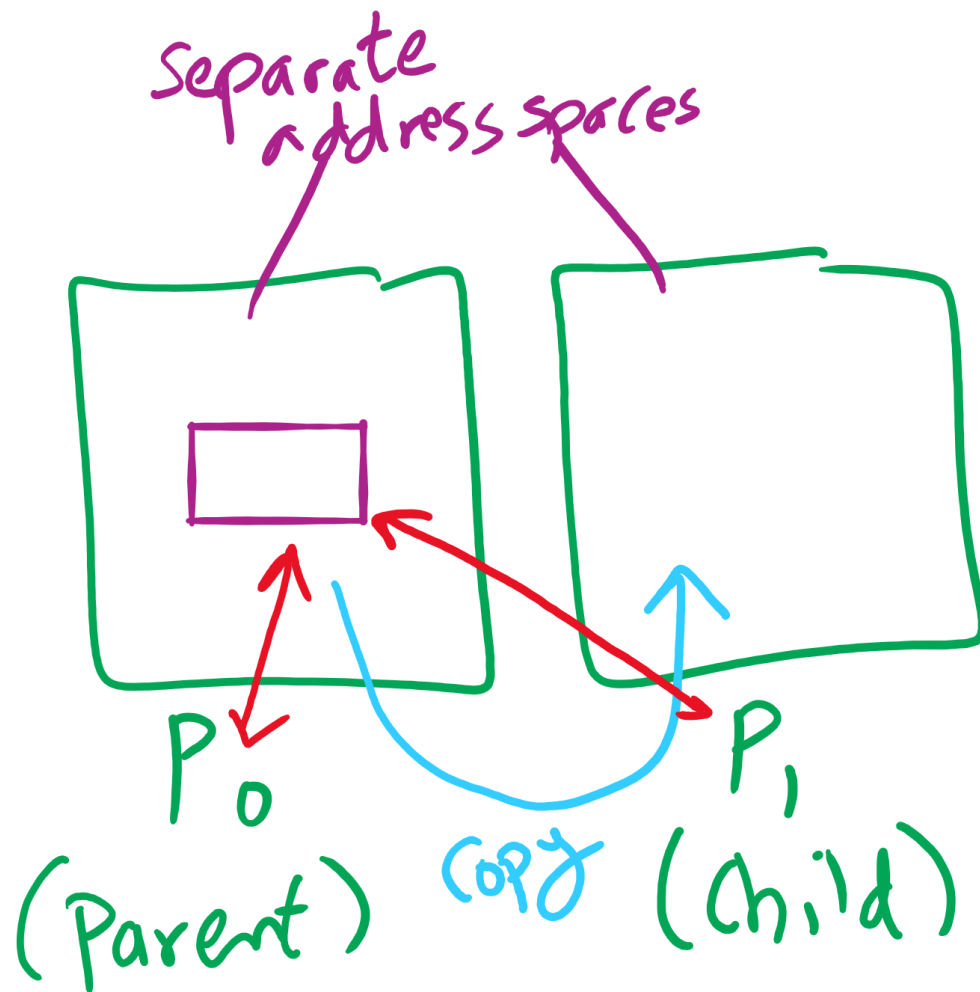 Separate
address spaces
P0
P1
copy
(Parent)
(Child)